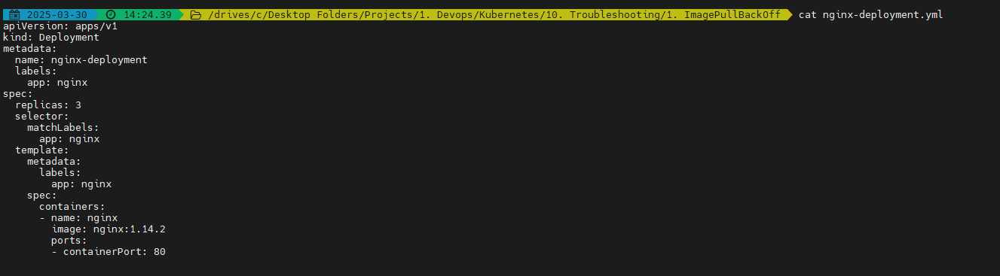 2025-03-30 14:24.39 /drives/c/Desktop Folders/Projects/1. Devops/Kubernetes/10. Troubleshooting/1. ImagePullBackOff cat nginx-deployment.yml
apiVersion: apps/v1
kind: Deployment
metadata:
  name: nginx-deployment
  labels:
    app: nginx
spec:
  replicas: 3
  selector:
    matchLabels:
      app: nginx
  template:
    metadata:
      labels:
        app: nginx
    spec:
      containers:
      - name: nginx
        image: nginx:1.14.2
        ports:
        - containerPort: 80